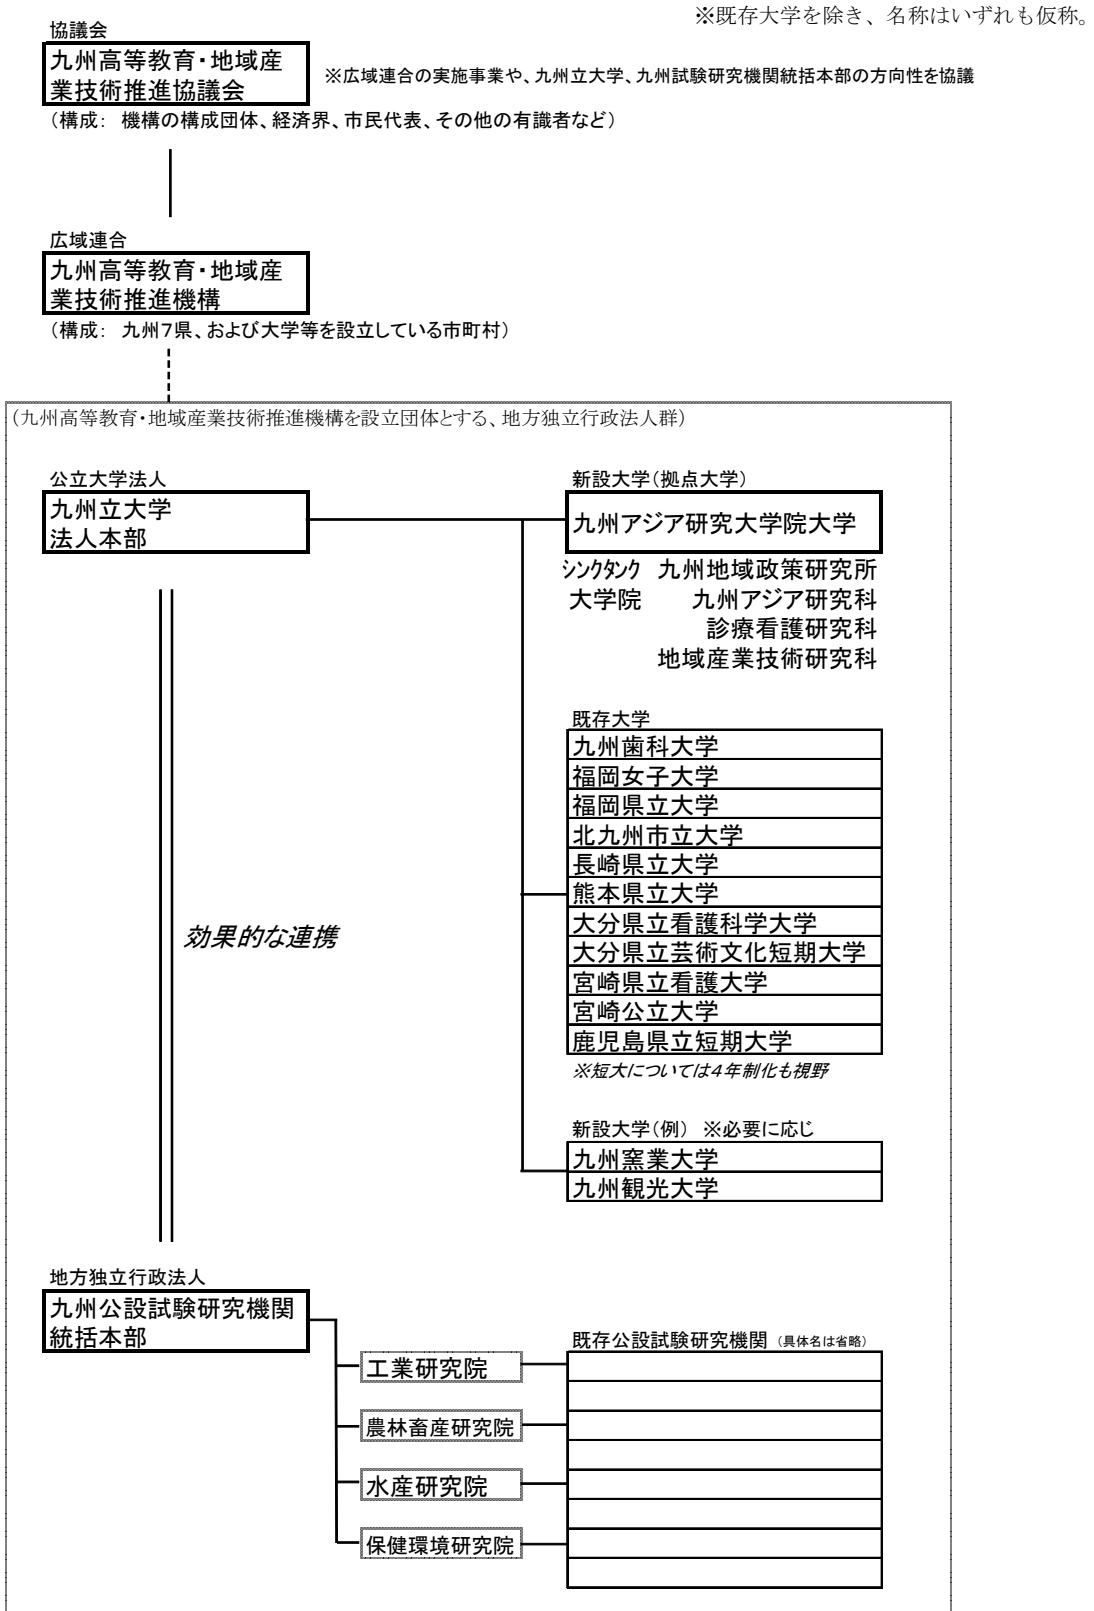 ※既存大学を除き、名称はいずれも仮称。
協議会
九州高等教育・地域産
業技術推進協議会
※広域連合の実施事業や、九州立大学、九州試験研究機関統括本部の方向性を協議
（構成： 機構の構成団体、経済界、市民代表、その他の有識者など）
広域連合
九州高等教育・地域産
業技術推進機構
（構成： 九州７県、および大学等を設立している市町村）
（九州高等教育・地域産業技術推進機構を設立団体とする、地方独立行政法人群）
公立大学法人
九州立大学
法人本部
新設大学（拠点大学）
九州アジア研究大学院大学
シンクタンク 九州地域政策研究所
大学院 九州アジア研究科
診療看護研究科
地域産業技術研究科
既存大学
九州歯科大学
福岡女子大学
福岡県立大学
北九州市立大学
長崎県立大学
熊本県立大学
大分県立看護科学大学
大分県立芸術文化短期大学
宮崎県立看護大学
宮崎公立大学
鹿児島県立短期大学
※短大については４年制化も視野
効果的な連携
新設大学（例） ※必要に応じ
九州窯業大学
九州観光大学
地方独立行政法人
九州公設試験研究機関
統括本部
既存公設試験研究機関 （具体名は省略）
工業研究院
農林畜産研究院
水産研究院
保健環境研究院